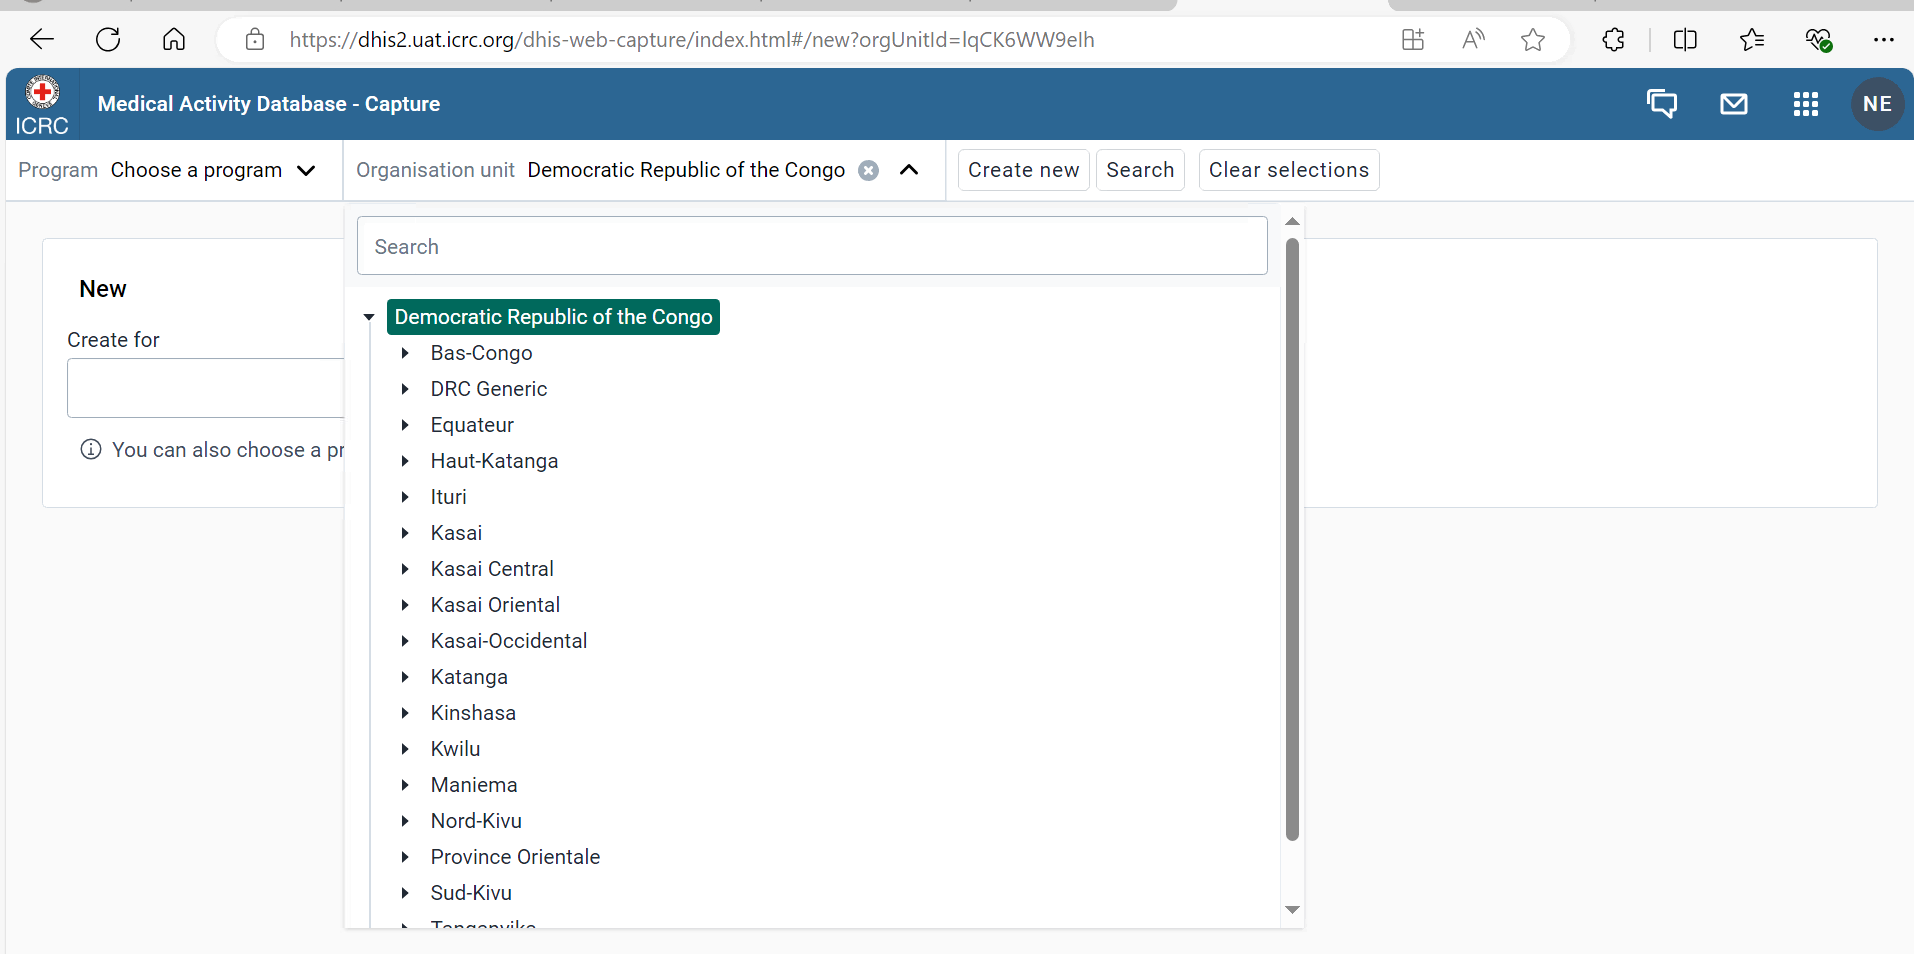 https://dhis2.uat.icrc.org/dhis-web-capture/index.html#/new?orgUnitId=lqCK6WW9eIh
ICRC
Medical Activity Database - Capture
NE
Program Choose a program
Organisation unit Democratic Republic of the Congo
Create new
Search
Clear selections
Search
New
Create for
You can also choose a pr
Democratic Republic of the Congo
Bas-Congo
DRC Generic
Equateur
Haut-Katanga
Ituri
Kasai
Kasai Central
Kasai Oriental
Kasai-Occidental
Katanga
Kinshasa
Kwilu
Maniema
Nord-Kivu
Province Orientale
Sud-Kivu
Tanganyika